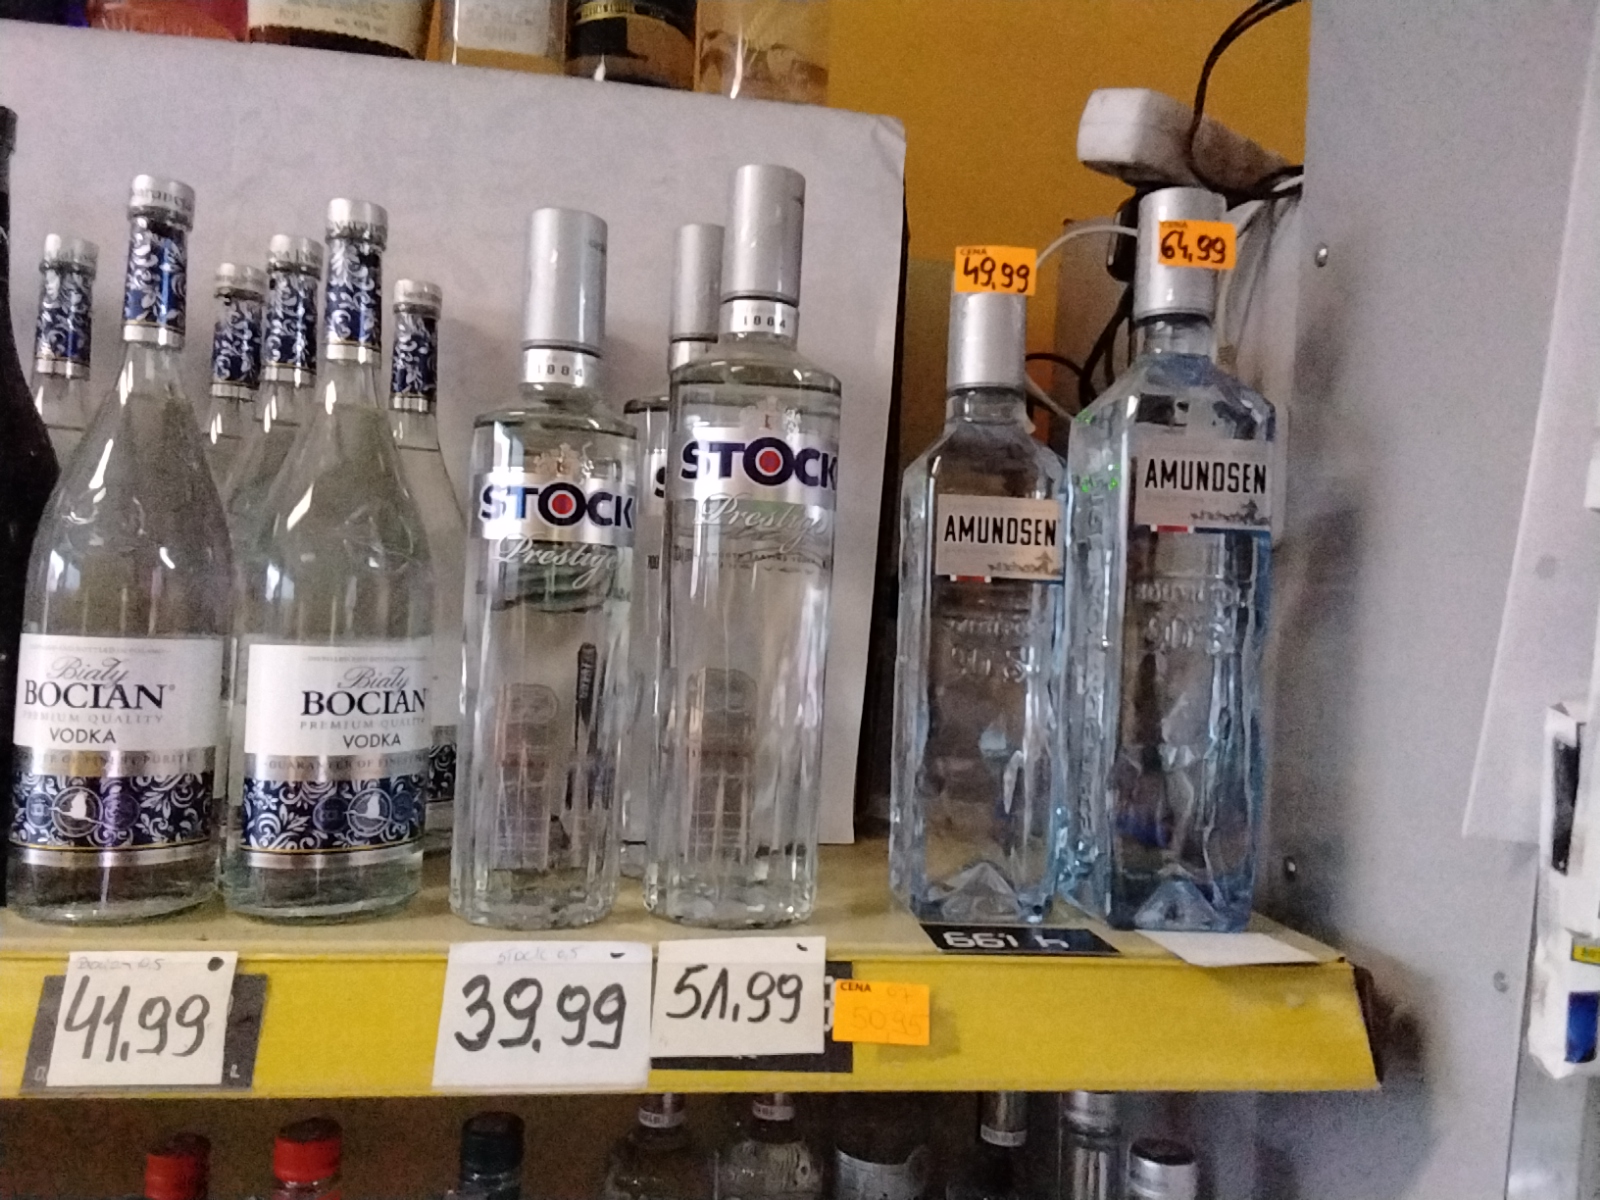 1884
1884
CENA
49,99
CENA
64,99
STOCK
Prestige
STOCK
Prestige
AMUNDSEN
AMUNDSEN
Biały
BOCIAN
PREMIUM QUALITY
VODKA
Biały
BOCIAN
PREMIUM QUALITY
VODKA
Bocian 0,5
41,99
Stock 0,5
39,99
51,99
CENA 0,7
50,95